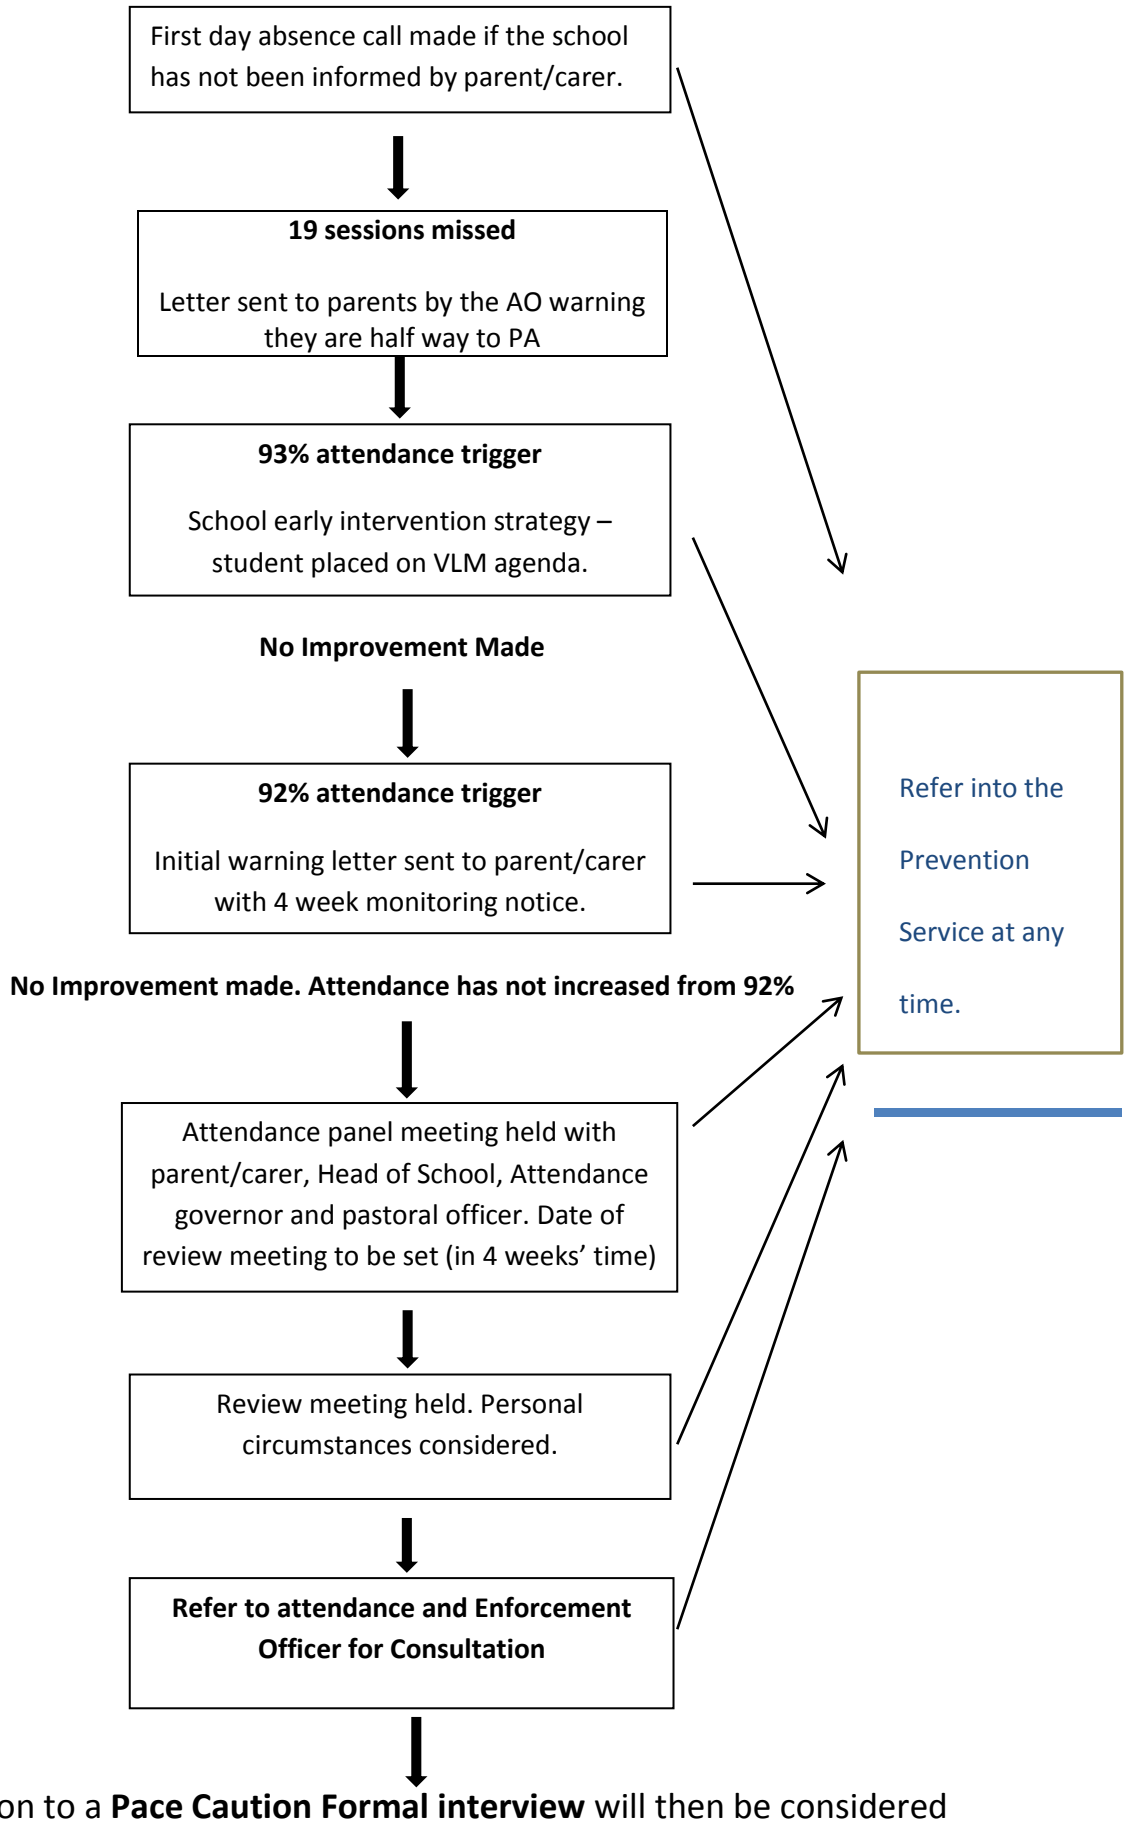 First day absence call made if the school
has not been informed by parent/carer.
19 sessions missed
Letter sent to parents by the AO warning
they are half way to PA
93% attendance trigger
School early intervention strategy –
student placed on VLM agenda.
No Improvement Made
92% attendance trigger
Initial warning letter sent to parent/carer
with 4 week monitoring notice.
No Improvement made. Attendance has not increased from 92%
Attendance panel meeting held with
parent/carer, Head of School, Attendance
governor and pastoral officer. Date of
review meeting to be set (in 4 weeks’ time)
Review meeting held. Personal
circumstances considered.
Refer to attendance and Enforcement
Officer for Consultation
on to a Pace Caution Formal interview will then be considered
Refer into the
Prevention
Service at any
time.